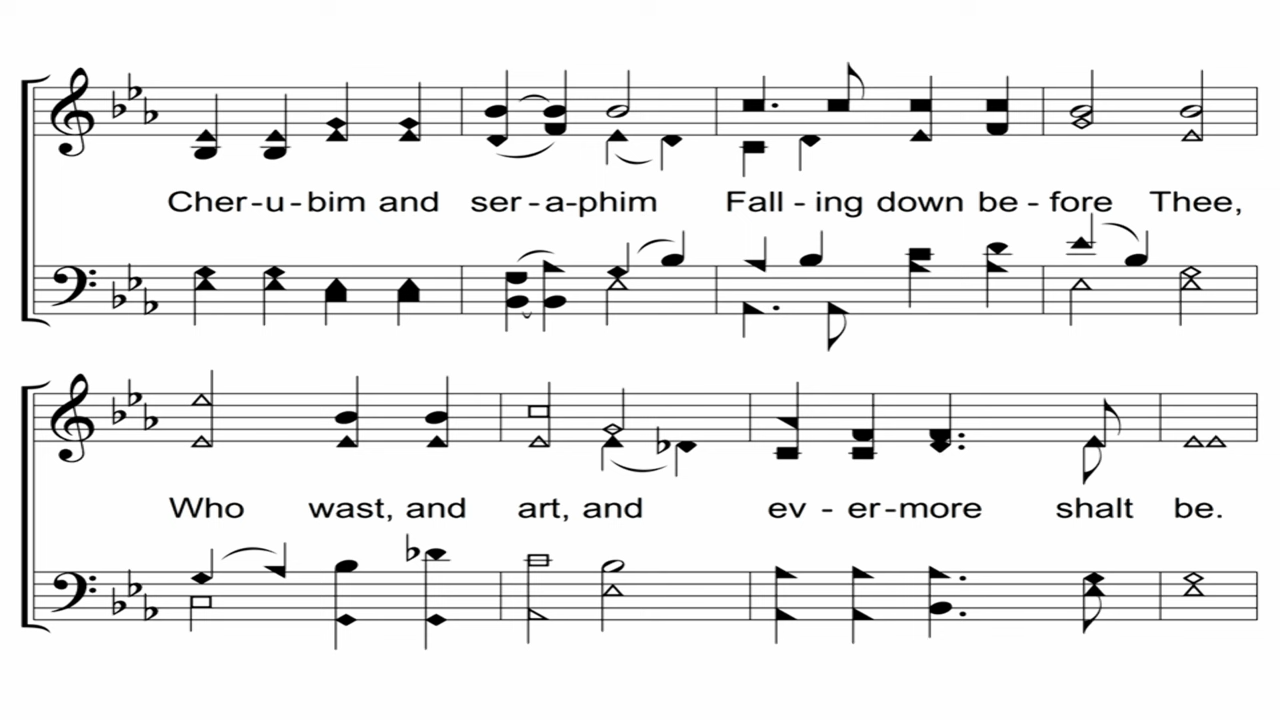 Cher-u-bim and ser-a-phim Fall-ing down be-fore Thee,
Who wast, and art, and ev-er-more shalt be.